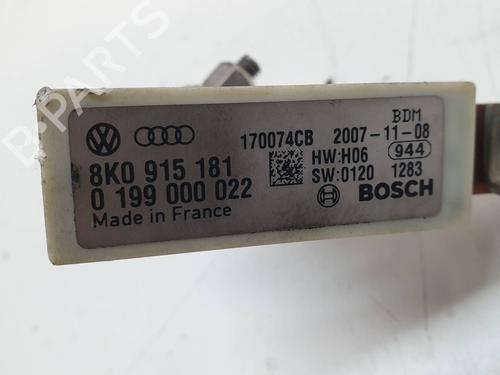 BDM
170074CB 2007-11-08
8K0 915 181
HW:H06 944
0 199 000 022
SW:0120 1283
Made in France
BOSCH
B-PARTS